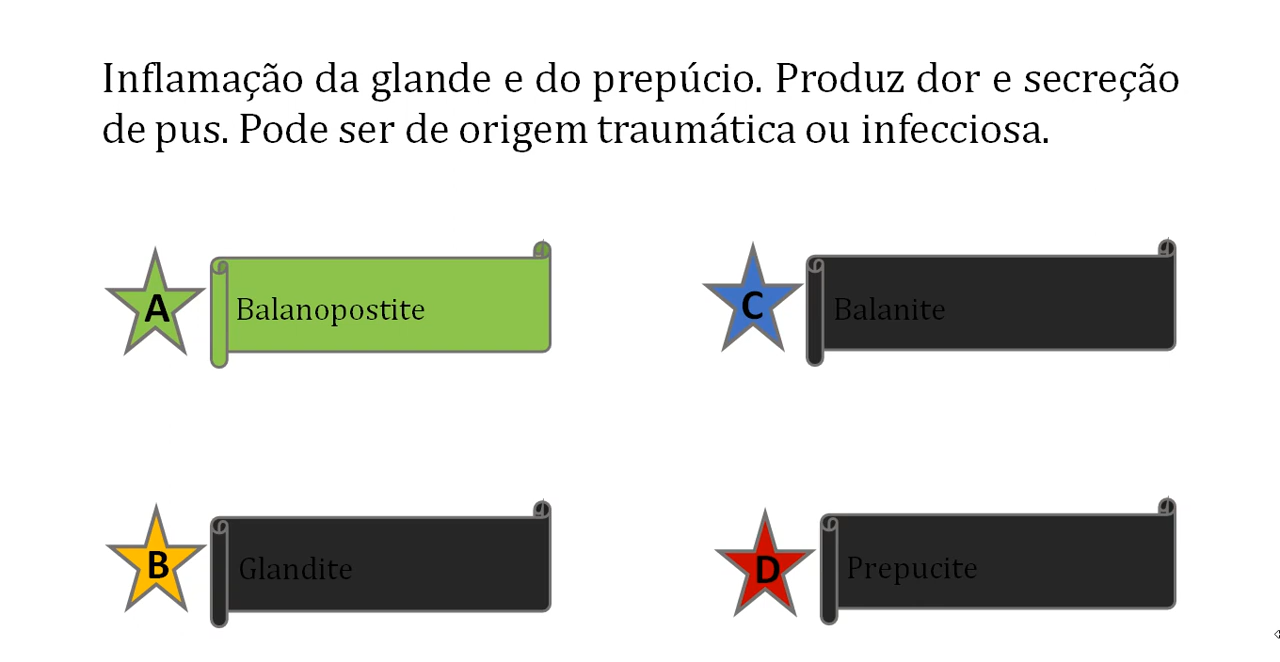 Inflamação da glande e do prepúcio. Produz dor e secreção
de pus. Pode ser de origem traumática ou infecciosa.
A Balanopostite
C Balanite
B Glandite
D Prepucite